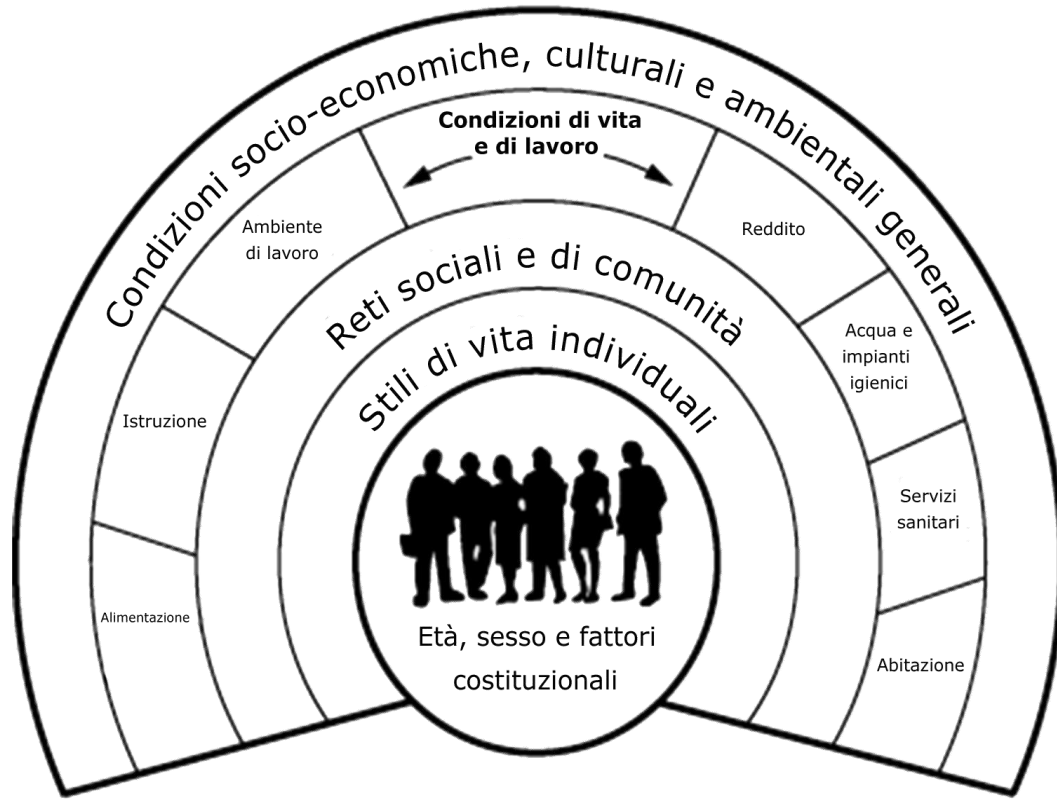 Condizioni socio-economiche, culturali e ambientali generali
Condizioni di vita
e di lavoro
Ambiente
di lavoro
Reddito
Reti sociali e di comunità
Acqua e
impianti
igienici
Stili di vita individuali
Istruzione
Servizi
sanitari
Alimentazione
Età, sesso e fattori
costituzionali
Abitazione